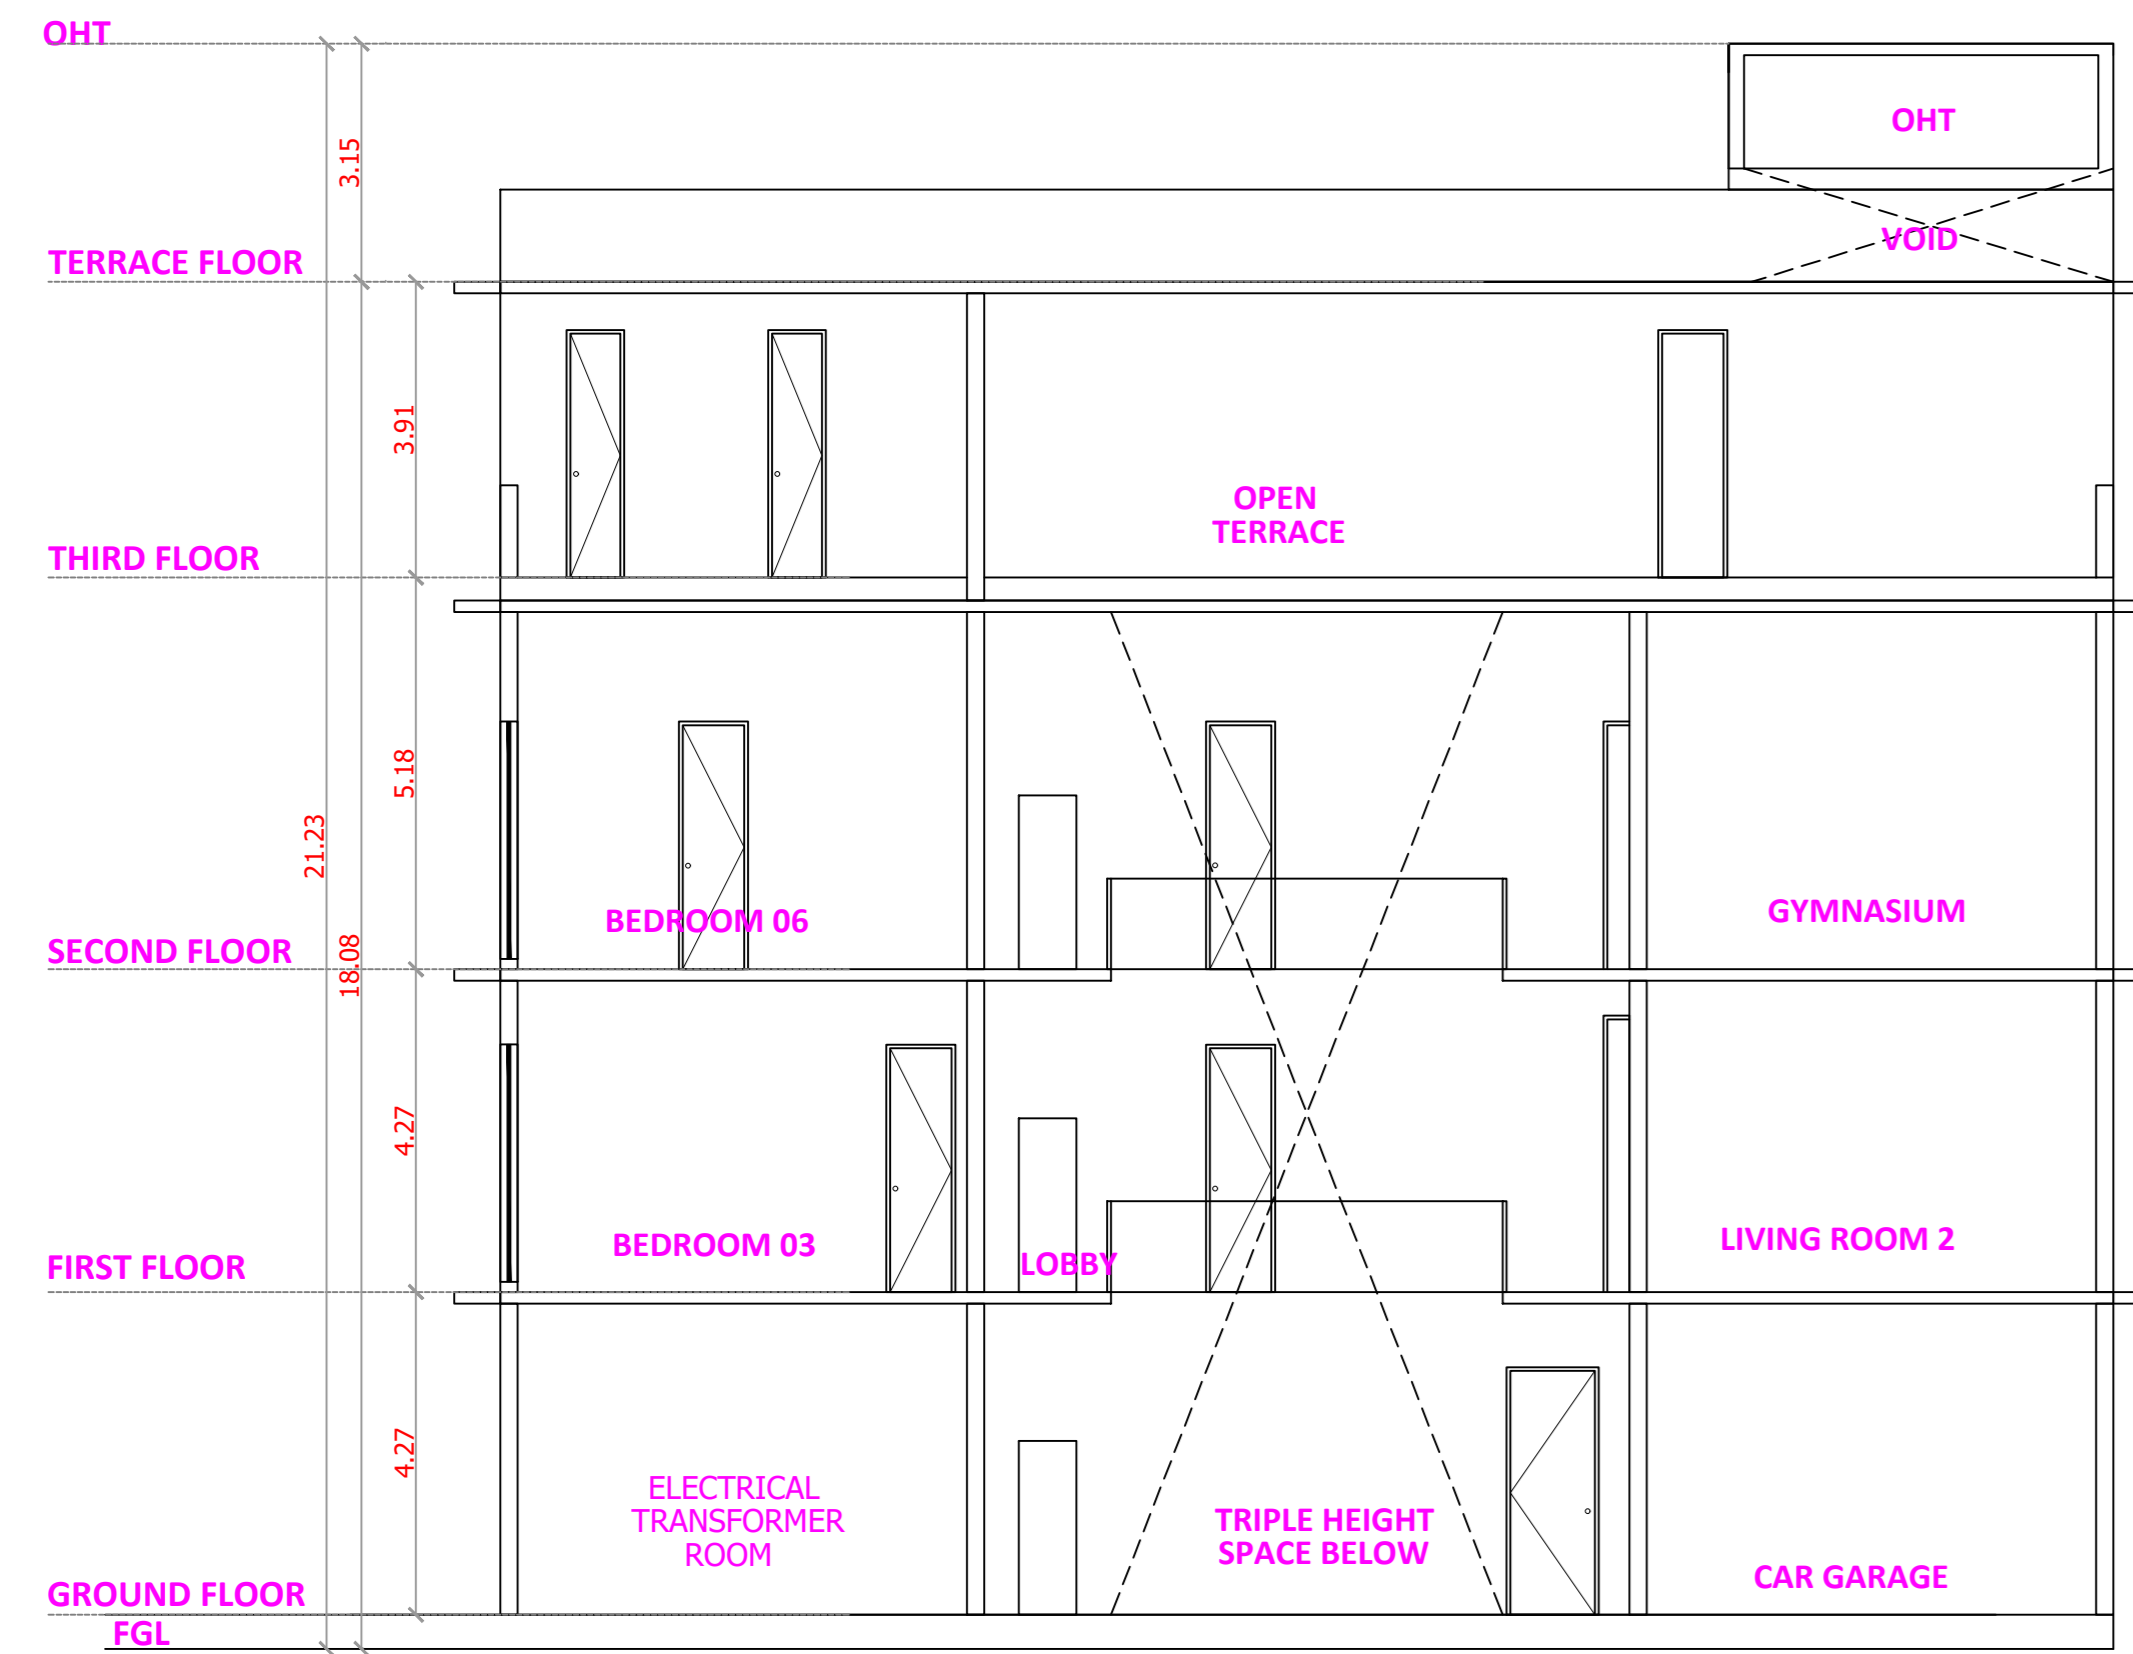 OHT
OHT
3.15
VOID
TERRACE FLOOR
3.91
OPEN
TERRACE
THIRD FLOOR
5.18
21.23
BEDROOM 06
GYMNASIUM
SECOND FLOOR
18.08
4.27
BEDROOM 03
LOBBY
LIVING ROOM 2
FIRST FLOOR
4.27
ELECTRICAL
TRANSFORMER
ROOM
TRIPLE HEIGHT
SPACE BELOW
CAR GARAGE
GROUND FLOOR
FGL